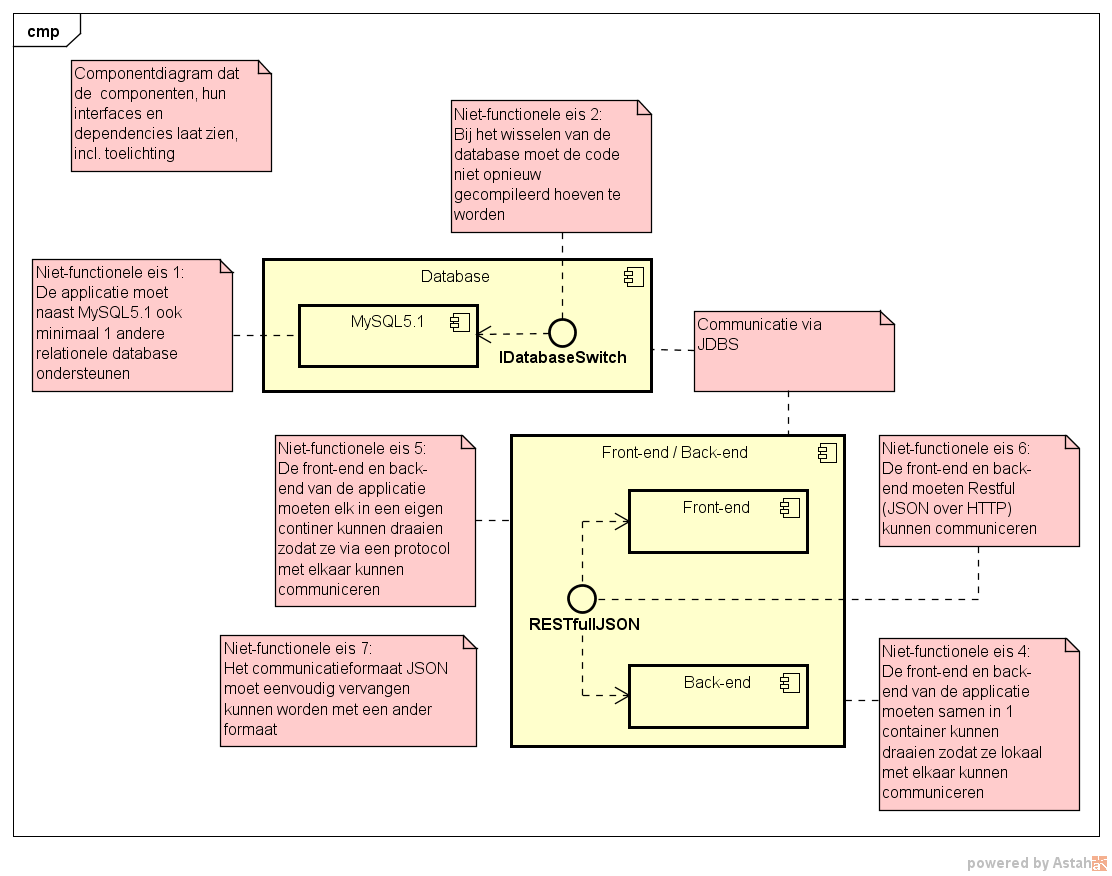 cmp
Componentdiagram dat
de  componenten, hun
interfaces en
dependencies laat zien,
incl. toelichting
Niet-functionele eis 2:
Bij het wisselen van de
database moet de code
niet opnieuw
gecompileerd hoeven te
worden
Niet-functionele eis 1:
De applicatie moet
naast MySQL5.1 ook
minimaal 1 andere
relationele database
ondersteunen
Database
MySQL5.1
IDatabaseSwitch
Communicatie via
JDBS
Niet-functionele eis 5:
De front-end en back-
end van de applicatie
moeten elk in een eigen
continer kunnen draaien
zodat ze via een protocol
met elkaar kunnen
communiceren
Front-end / Back-end
Front-end
RESTfullJSON
Back-end
Niet-functionele eis 6:
De front-end en back-
end moeten Restful
(JSON over HTTP)
kunnen communiceren
Niet-functionele eis 7:
Het communicatieformaat JSON
moet eenvoudig vervangen
kunnen worden met een ander
formaat
Niet-functionele eis 4:
De front-end en back-
end van de applicatie
moeten samen in 1
container kunnen
draaien zodat ze lokaal
met elkaar kunnen
communiceren
powered by Astah